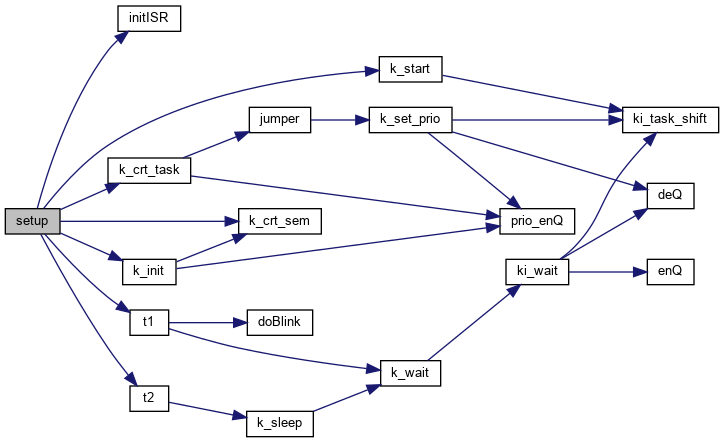 initISR
k_start
jumper
k_set_prio
ki_task_shift
k_crt_task
deQ
setup
k_crt_sem
prio_enQ
k_init
ki_wait
enQ
t1
doBlink
k_wait
t2
k_sleep